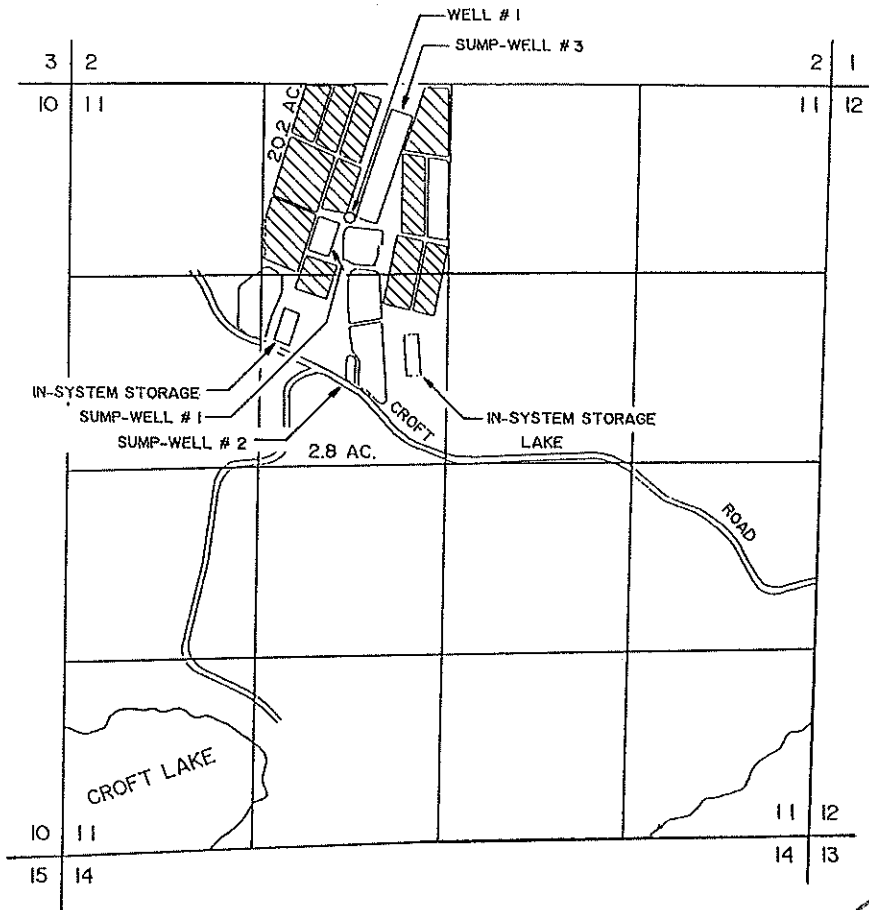 WELL #1
SUMP-WELL #3
3 2
2 1
10 11
11 12
20.2 AC.
IN-SYSTEM STORAGE
SUMP-WELL #1
SUMP-WELL #2
CROFT
IN-SYSTEM STORAGE
LAKE
2.8 AC.
ROAD
CROFT LAKE
10 11
11 12
15 14
14 13